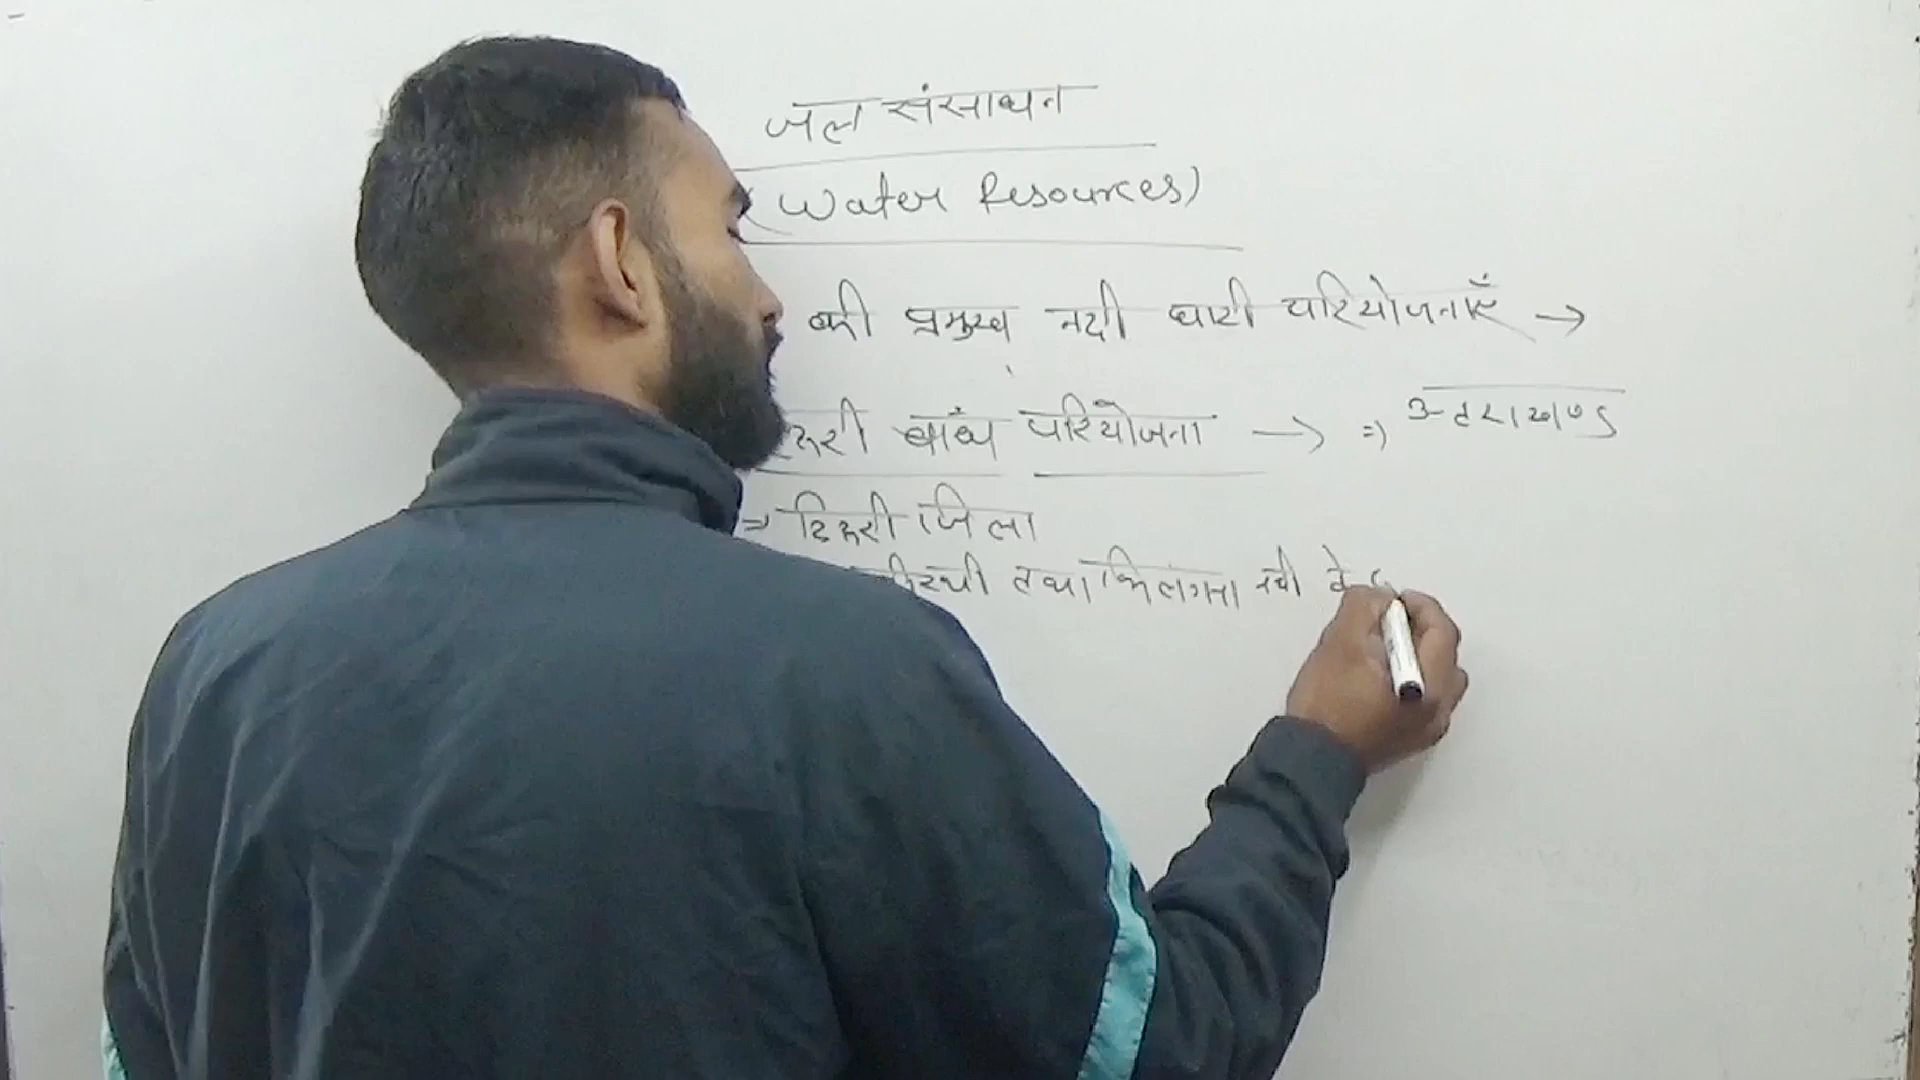 जल संसाधन
(Water Resources)
की प्रमुख नदी घाटी परियोजनाएँ →
बाँध परियोजना → => उत्तराखण्ड
=> टिहरी जिला
तथा भिलंगना नदी के